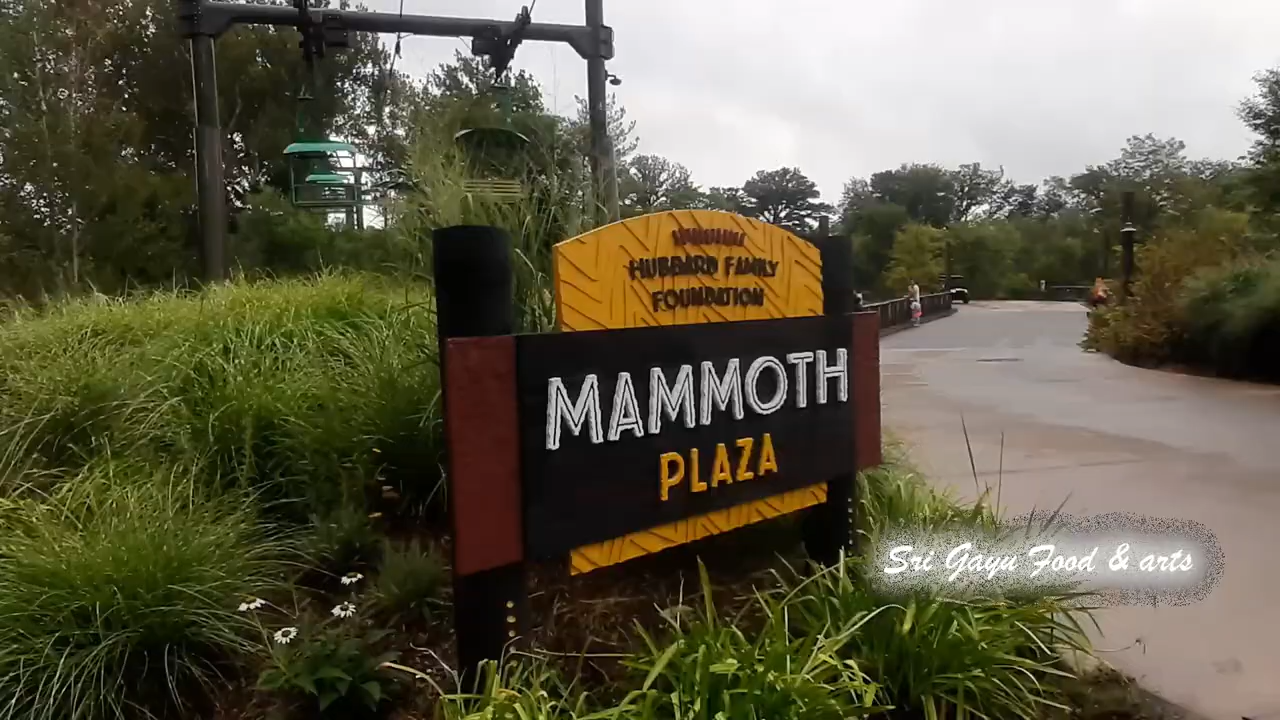 HUBBARD FAMILY
FOUNDATION
MAMMOTH
PLAZA
Sri Gayu Food & arts